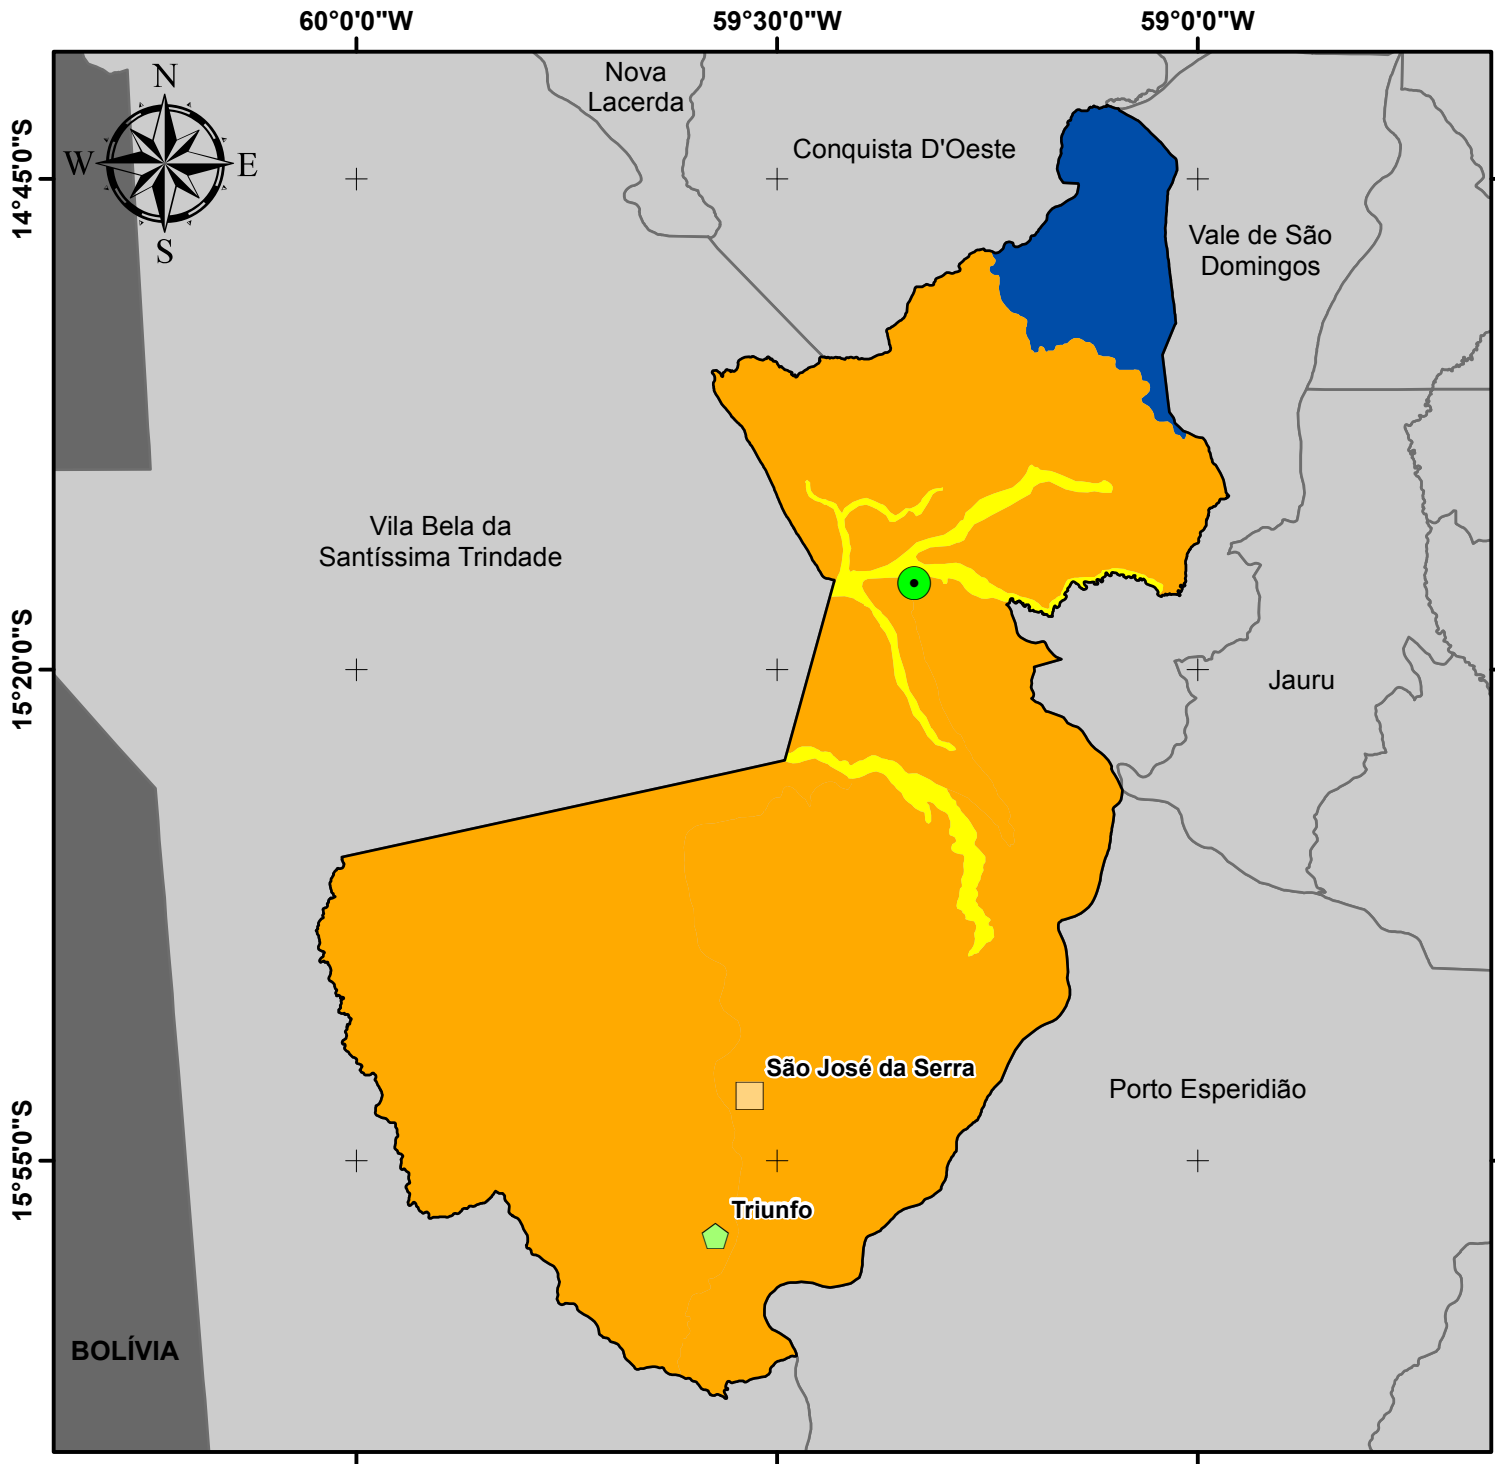 60°0'0"W
59°30'0"W
59°0'0"W
14°45'0"S
15°20'0"S
15°55'0"S
N
W
E
S
Nova
Lacerda
Conquista D'Oeste
Vale de São
Domingos
Vila Bela da
Santíssima Trindade
Jauru
São José da Serra
Porto Esperidião
Triunfo
BOLÍVIA